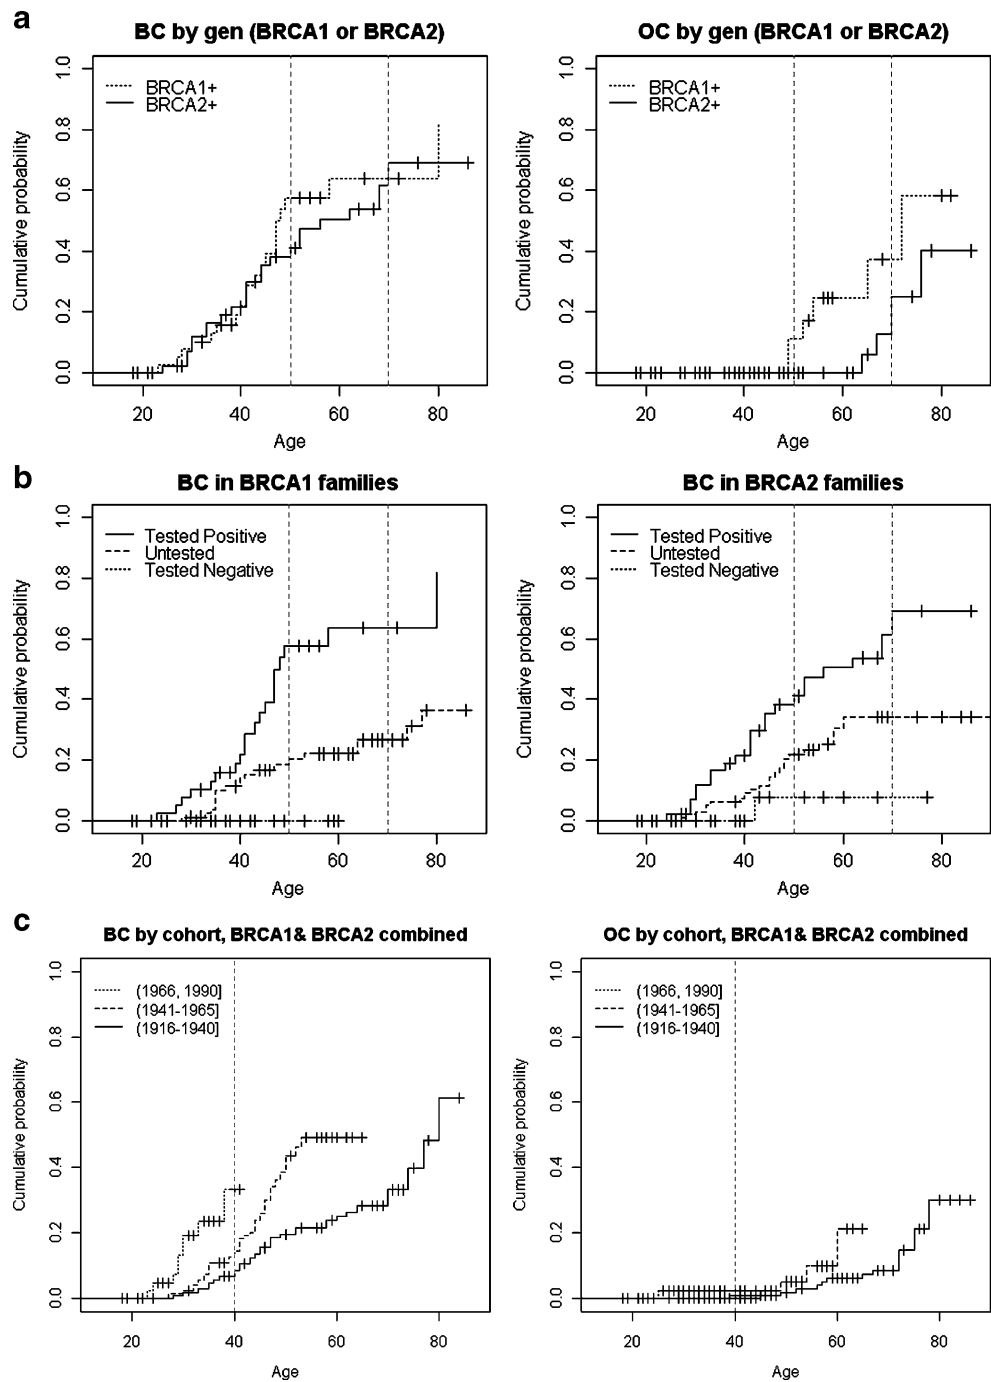 a
BC by gen (BRCA1 or BRCA2)
Cumulative probability
1.0
0.8
0.6
0.4
0.2
0.0
BRCA1+
BRCA2+
20 40 60 80
Age
OC by gen (BRCA1 or BRCA2)
Cumulative probability
1.0
0.8
0.6
0.4
0.2
0.0
BRCA1+
BRCA2+
20 40 60 80
Age
b
BC in BRCA1 families
Cumulative probability
1.0
0.8
0.6
0.4
0.2
0.0
Tested Positive
Untested
Tested Negative
20 40 60 80
Age
BC in BRCA2 families
Cumulative probability
1.0
0.8
0.6
0.4
0.2
0.0
Tested Positive
Untested
Tested Negative
20 40 60 80
Age
c
BC by cohort, BRCA1& BRCA2 combined
Cumulative probability
1.0
0.8
0.6
0.4
0.2
0.0
(1966, 1990]
(1941-1965]
(1916-1940]
20 40 60 80
Age
OC by cohort, BRCA1& BRCA2 combined
Cumulative probability
1.0
0.8
0.6
0.4
0.2
0.0
(1966, 1990]
(1941-1965]
(1916-1940]
20 40 60 80
Age